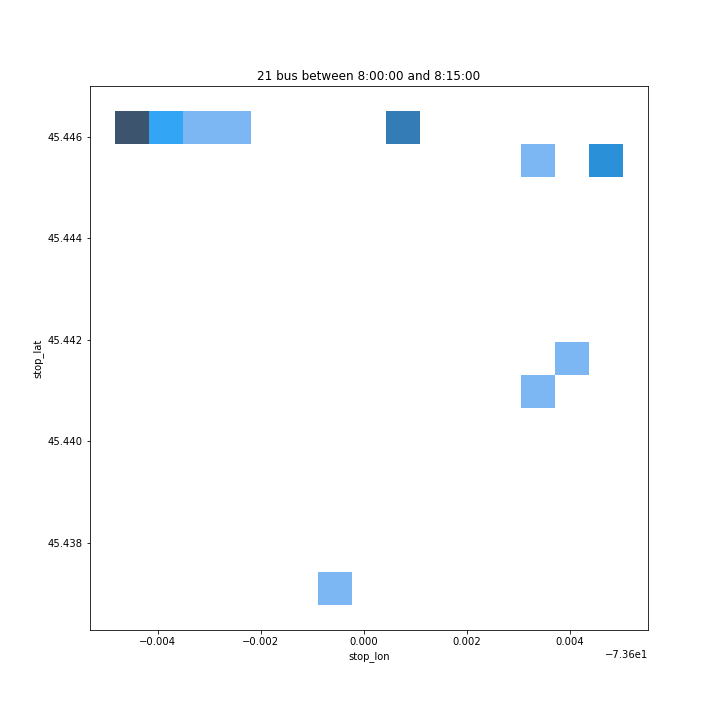 21 bus between 8:00:00 and 8:15:00
45.446
45.444
45.442
45.440
45.438
stop_lat
−0.004 −0.002 0.000 0.002 0.004
stop_lon
−7.36e1